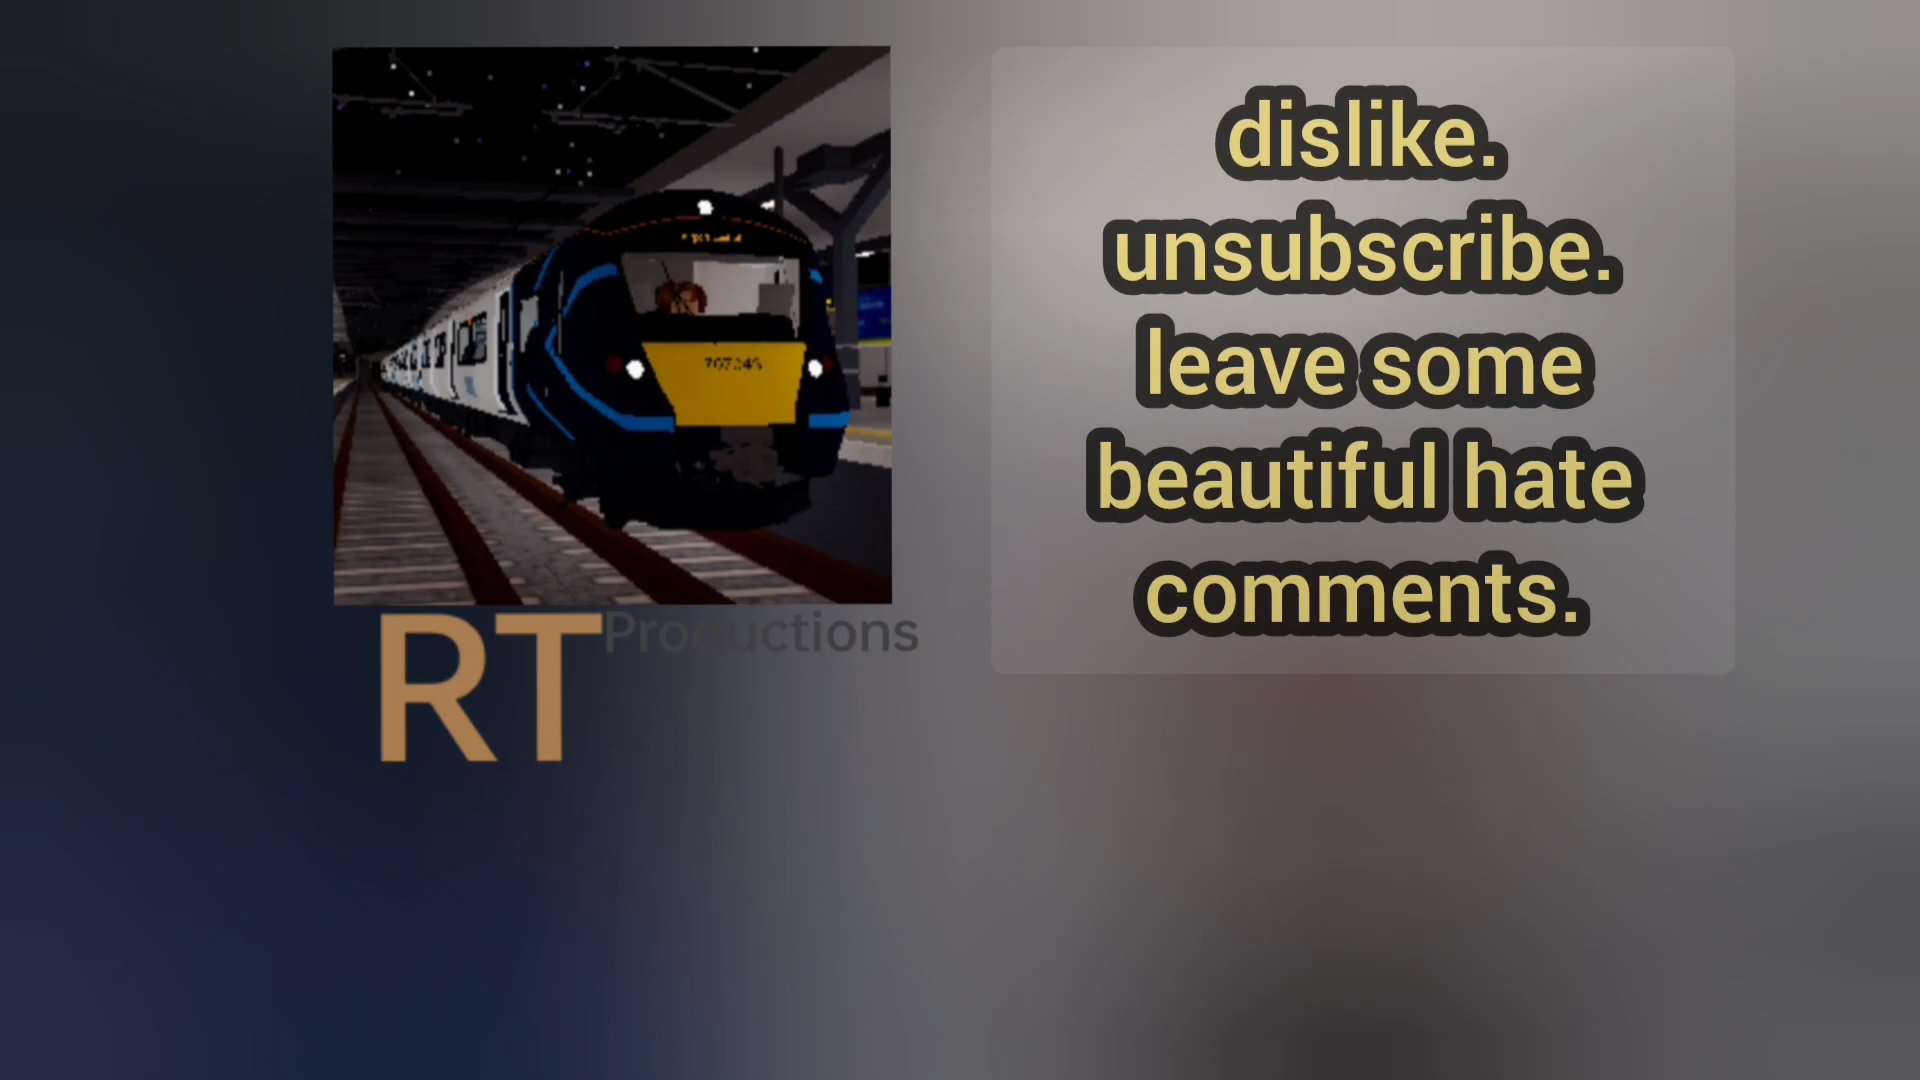 dislike.
unsubscribe.
leave some
beautiful hate
comments.
RT Productions